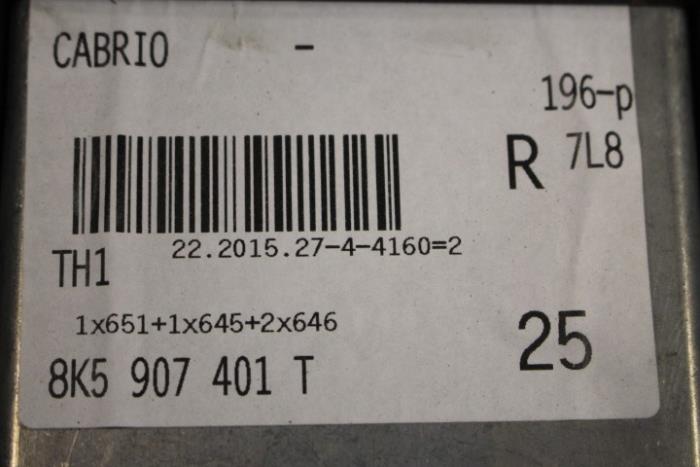 CABRIO -
196-p
R 7L8
22.2015.27-4-4160=2
TH1
1x651+1x645+2x646
25
8K5 907 401 T